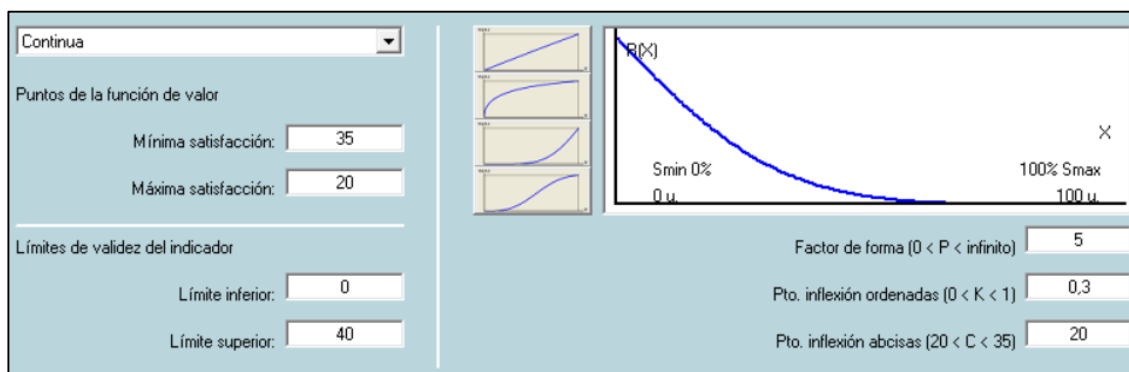 Continua
Puntos de la función de valor
Mínima satisfacción: 35
Máxima satisfacción: 20
Límites de validez del indicador
Límite inferior: 0
Límite superior: 40
B(X)
X
Smin 0% 100% Smax
0 u. 100 u.
Factor de forma (0 < P < infinito) 5
Pto. inflexión ordenadas (0 < K < 1) 0,3
Pto. inflexión abcisas (20 < C < 35) 20